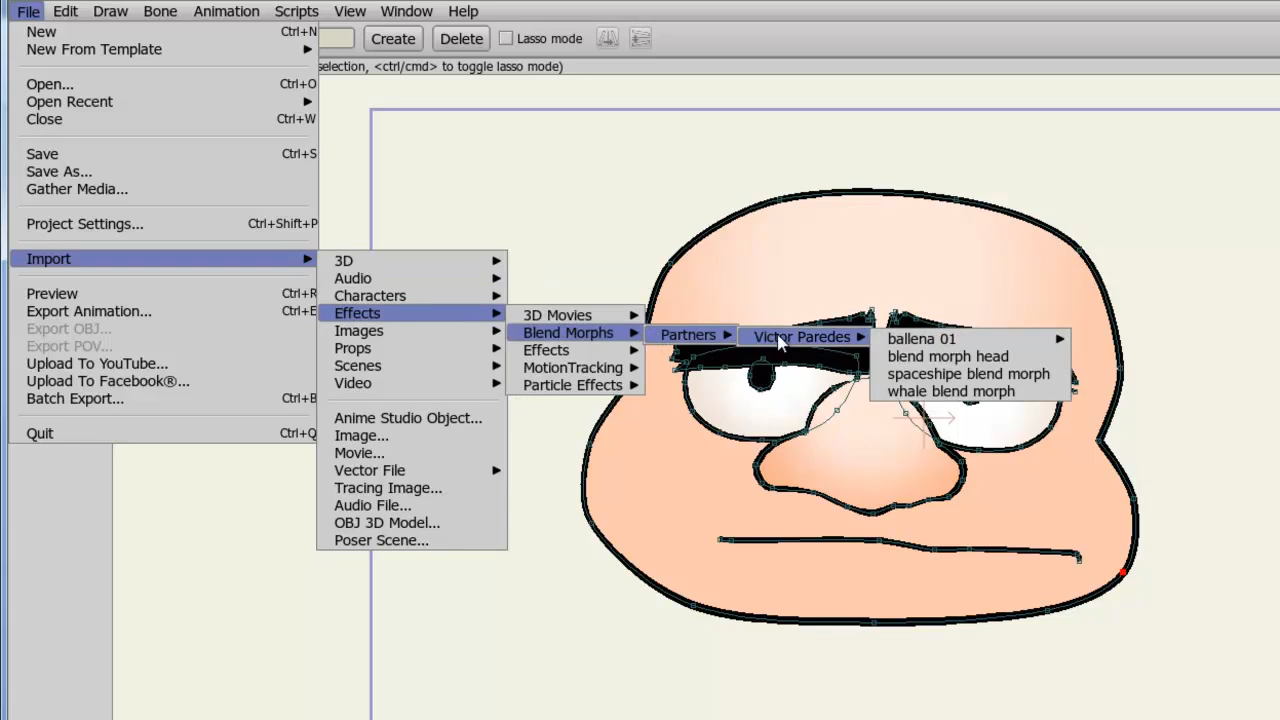 File Edit Draw Bone Animation Scripts View Window Help
Create Delete Lasso mode
selection, <ctrl/cmd> to toggle lasso mode)
New Ctrl+N
New From Template
Open... Ctrl+O
Open Recent
Close Ctrl+W
Save Ctrl+S
Save As...
Gather Media...
Project Settings... Ctrl+Shift+P
Import
Preview Ctrl+R
Export Animation... Ctrl+E
Export OBJ...
Export POV...
Upload To YouTube...
Upload To Facebook®...
Batch Export... Ctrl+B
Quit Ctrl+Q
3D
Audio
Characters
Effects
Images
Props
Scenes
Video
Anime Studio Object...
Image...
Movie...
Vector File
Tracing Image...
Audio File...
OBJ 3D Model...
Poser Scene...
3D Movies
Blend Morphs
Effects
MotionTracking
Particle Effects
Partners
Victor Paredes
ballena 01
blend morph head
spaceshipe blend morph
whale blend morph